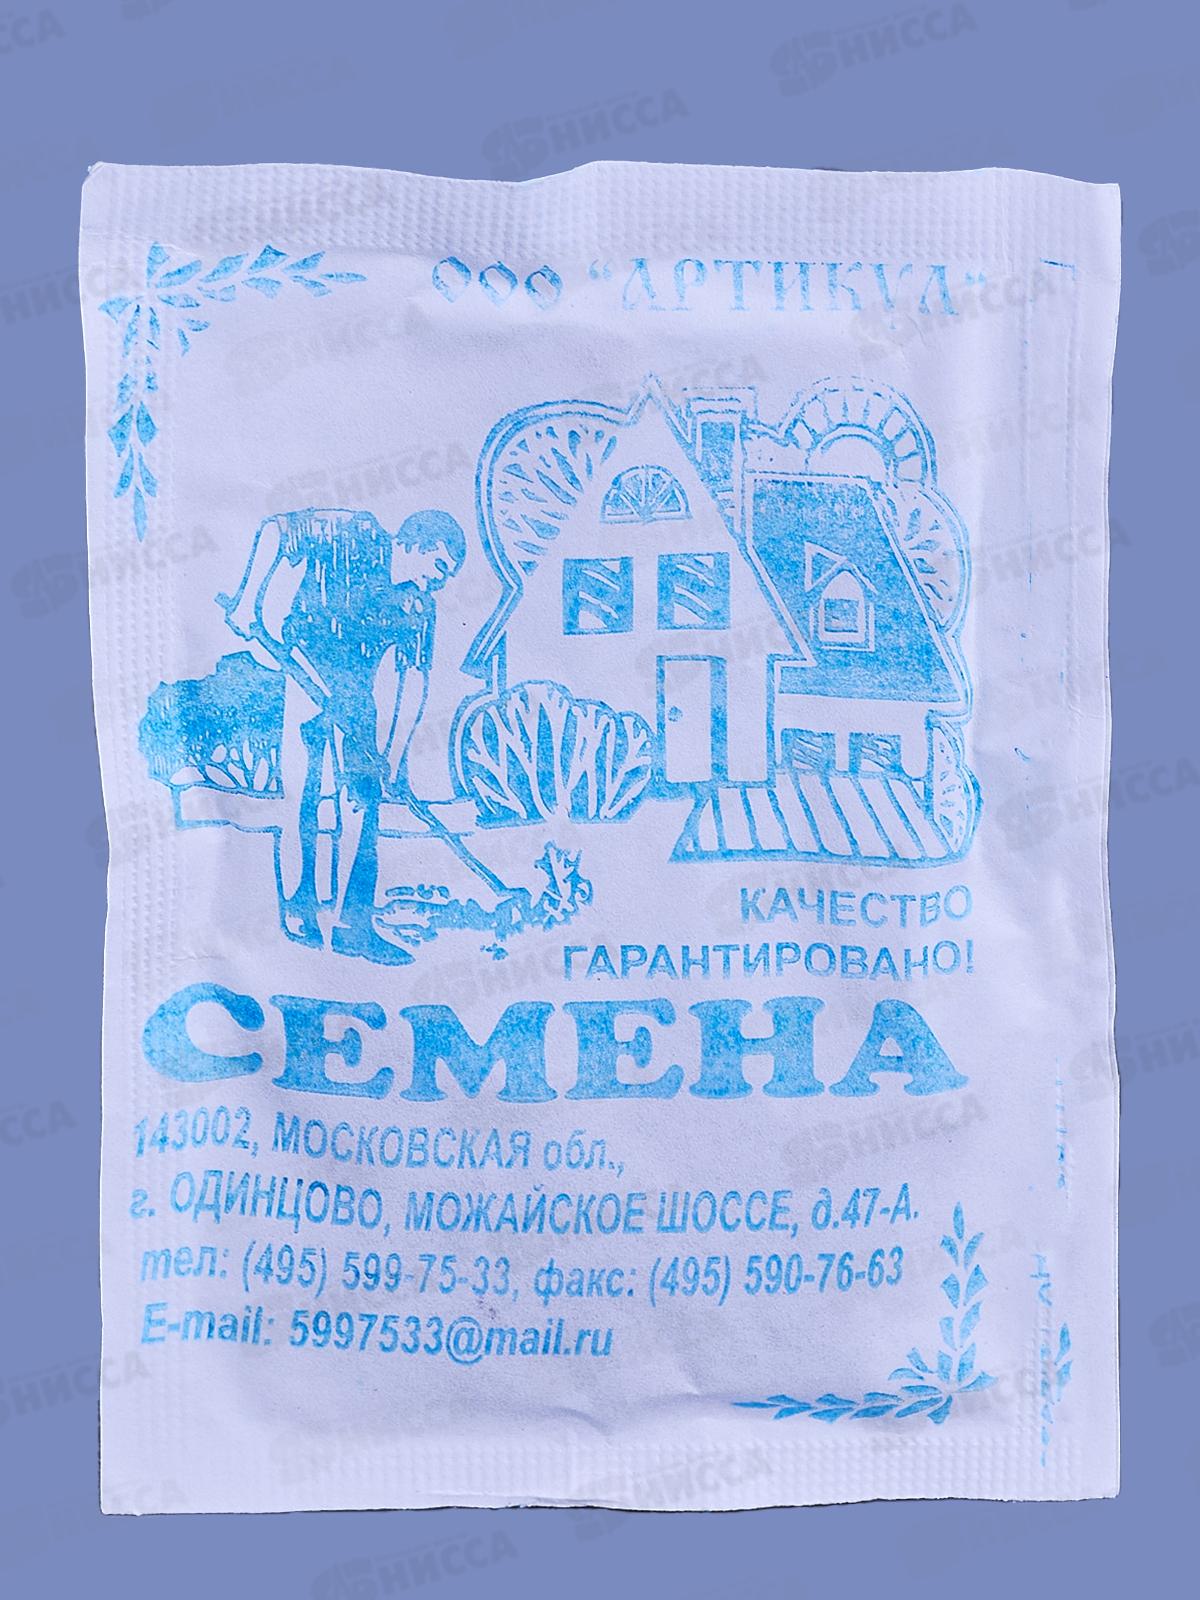 ООО “АРТИКУЛ”
КАЧЕСТВО
ГАРАНТИРОВАНО!
СЕМЕНА
143002, МОСКОВСКАЯ обл.,
г. ОДИНЦОВО, МОЖАЙСКОЕ ШОССЕ, д.47-А.
тел: (495) 599-75-33, факс: (495) 590-76-63
E-mail: 5997533@mail.ru